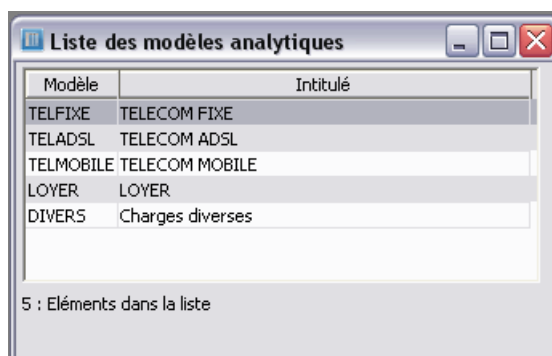 Liste des modèles analytiques
Modèle Intitulé
TELFIXE TELECOM FIXE
TELADSL TELECOM ADSL
TELMOBILE TELECOM MOBILE
LOYER LOYER
DIVERS Charges diverses
5 : Eléments dans la liste